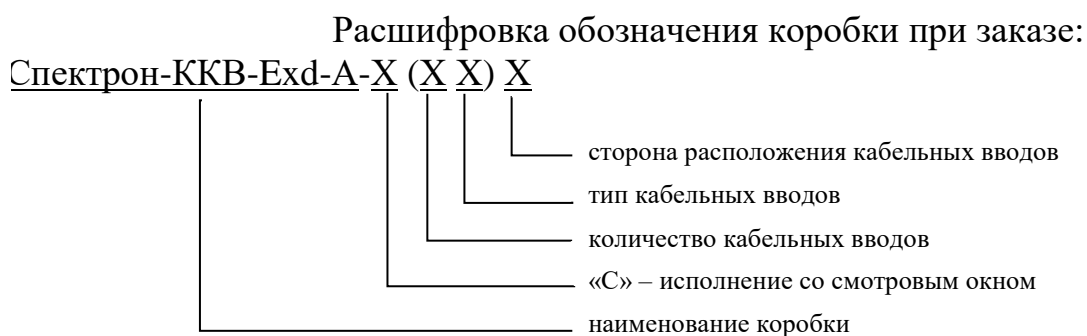 Расшифровка обозначения коробки при заказе:
Спектрон-ККВ-Exd-А-Х (Х Х) Х
сторона расположения кабельных вводов
тип кабельных вводов
количество кабельных вводов
«С» – исполнение со смотровым окном
наименование коробки